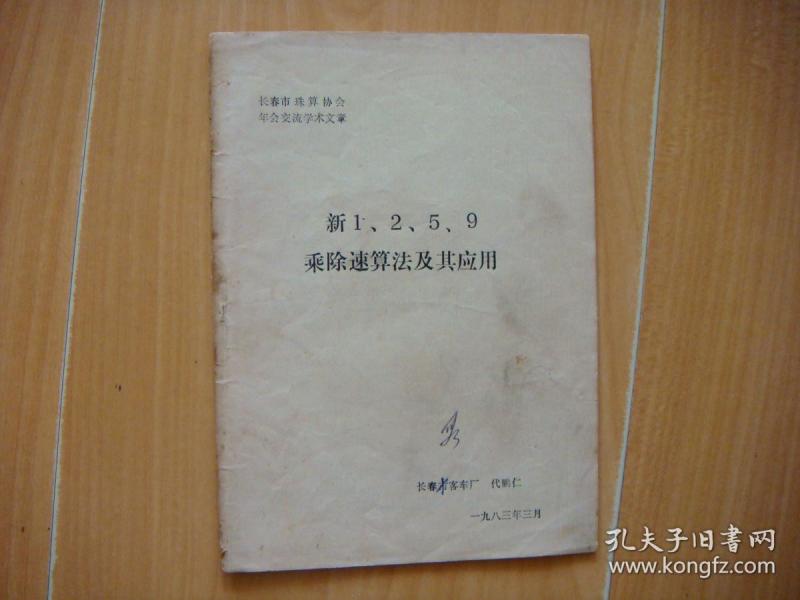 长春市珠算协会
年会交流学术文章
新1、2、5、9
乘除速算法及其应用
长春市客车厂 代鹏仁
一九八三年三月
孔夫子旧书网
www.kongfz.com